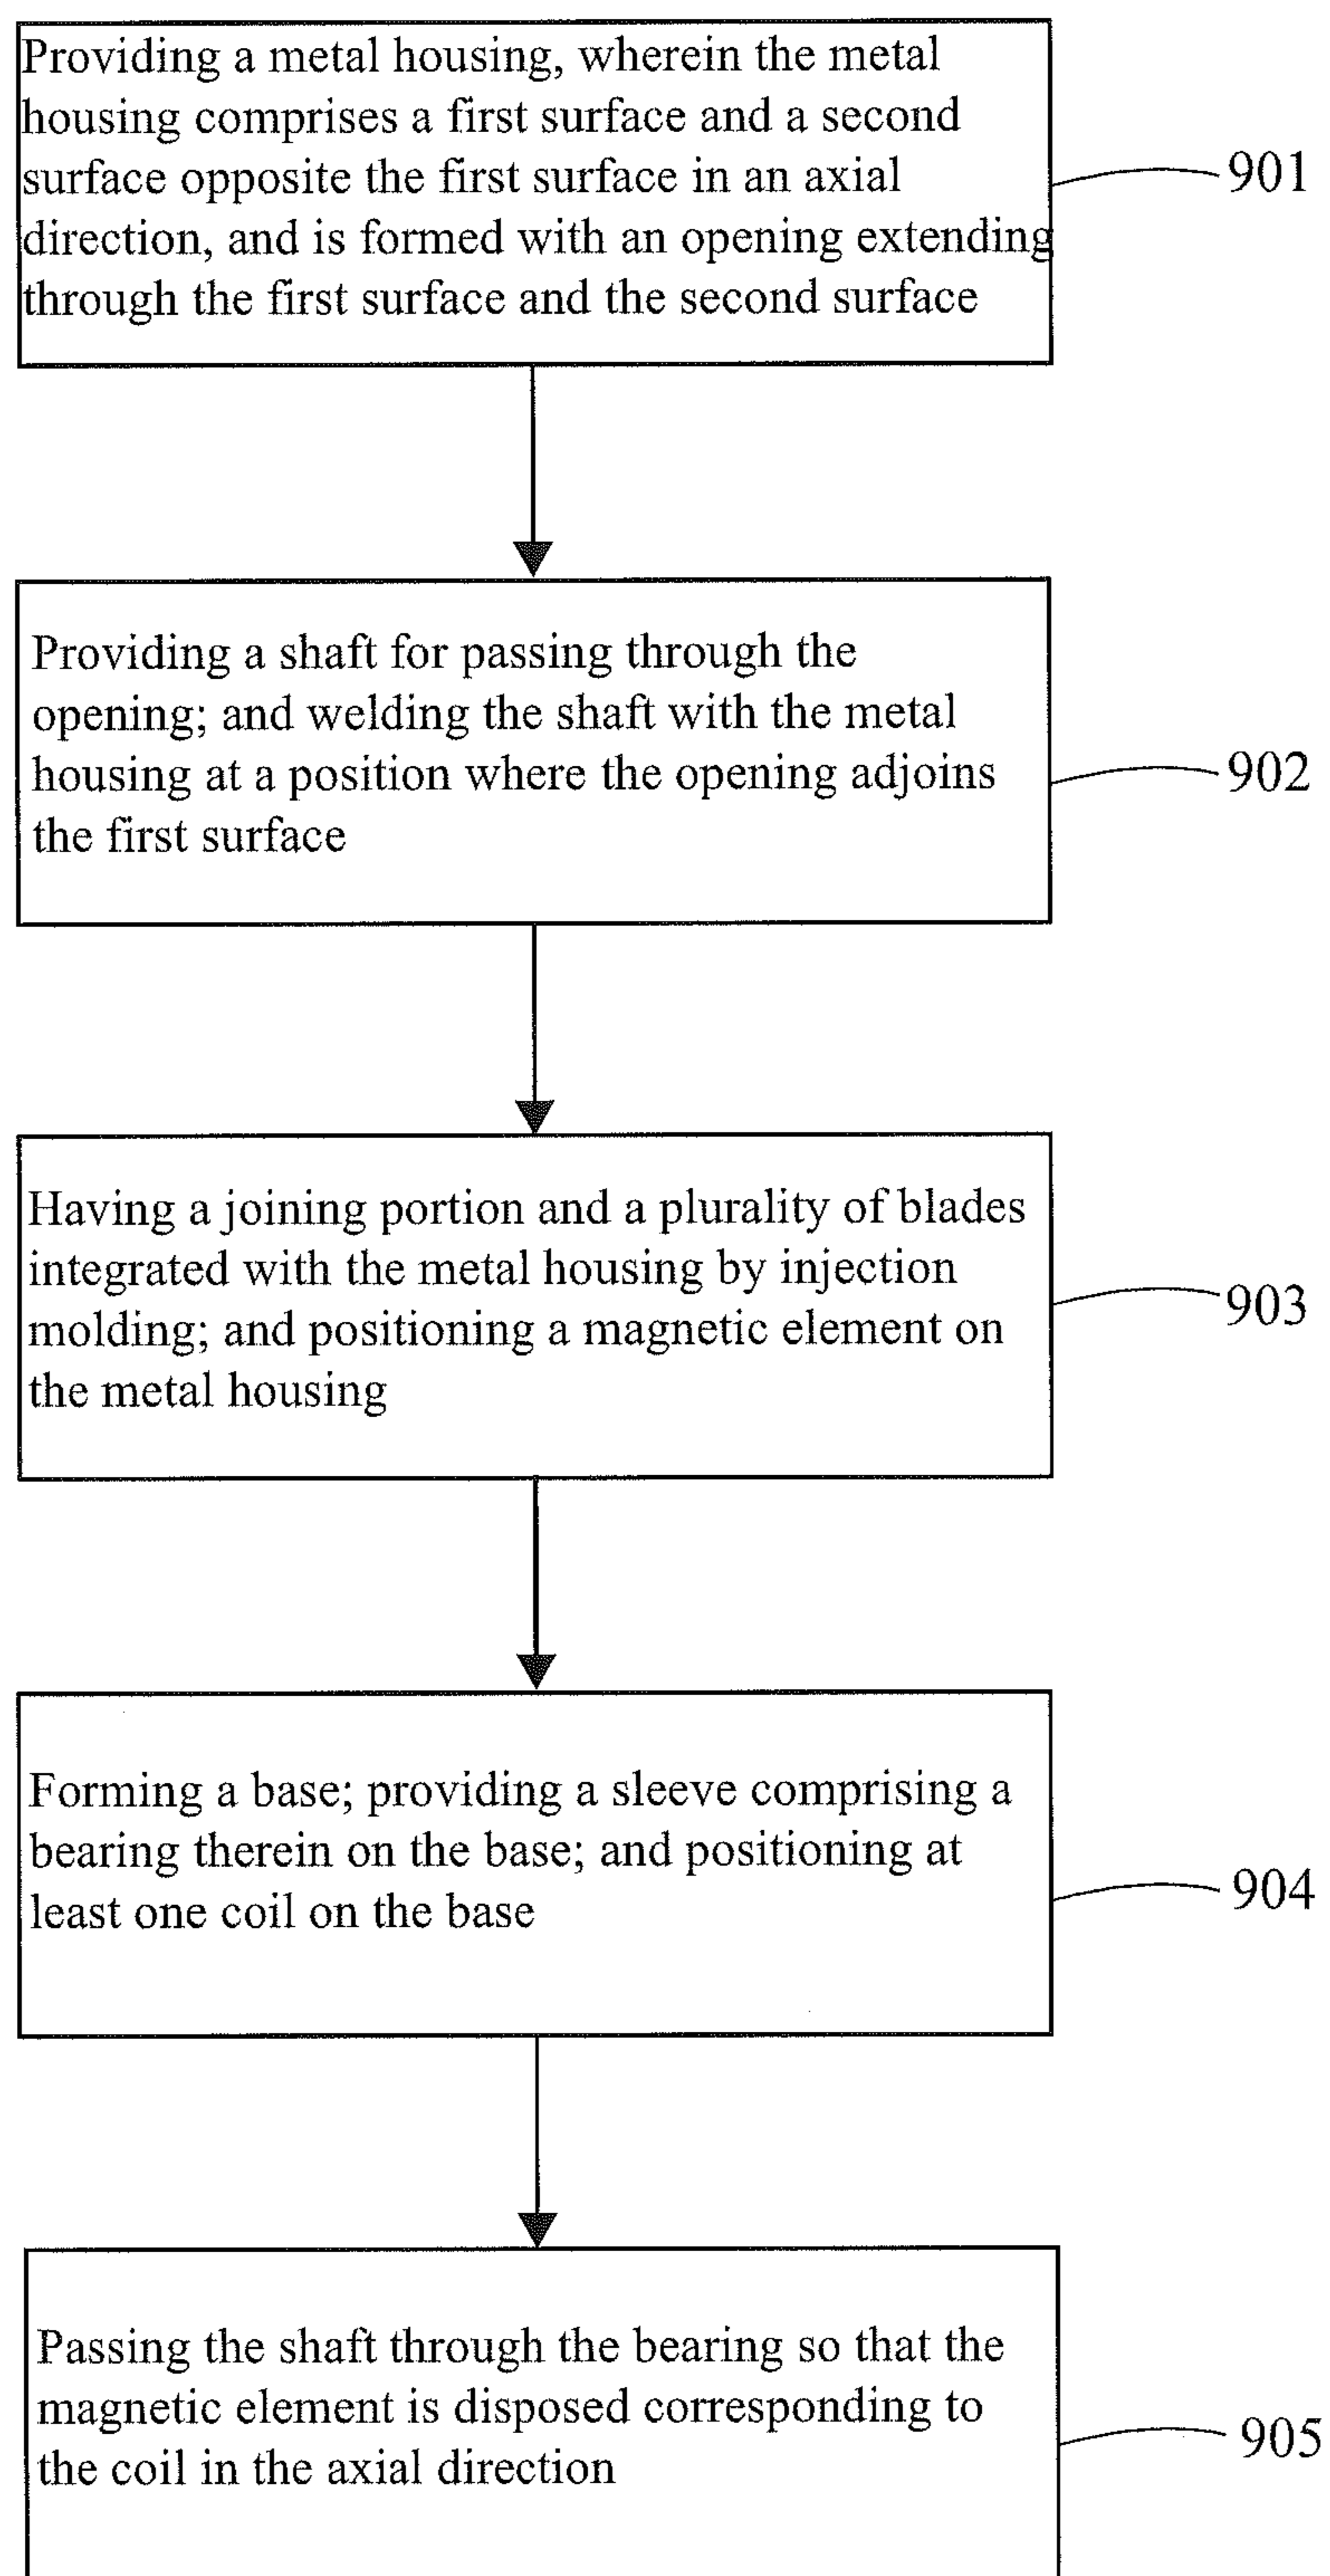 Providing a metal housing, wherein the metal
housing comprises a first surface and a second
surface opposite the first surface in an axial
direction, and is formed with an opening extending
through the first surface and the second surface
901
Providing a shaft for passing through the
opening; and welding the shaft with the metal
housing at a position where the opening adjoins
the first surface
902
Having a joining portion and a plurality of blades
integrated with the metal housing by injection
molding; and positioning a magnetic element on
the metal housing
903
Forming a base; providing a sleeve comprising a
bearing therein on the base; and positioning at
least one coil on the base
904
Passing the shaft through the bearing so that the
magnetic element is disposed corresponding to
the coil in the axial direction
905